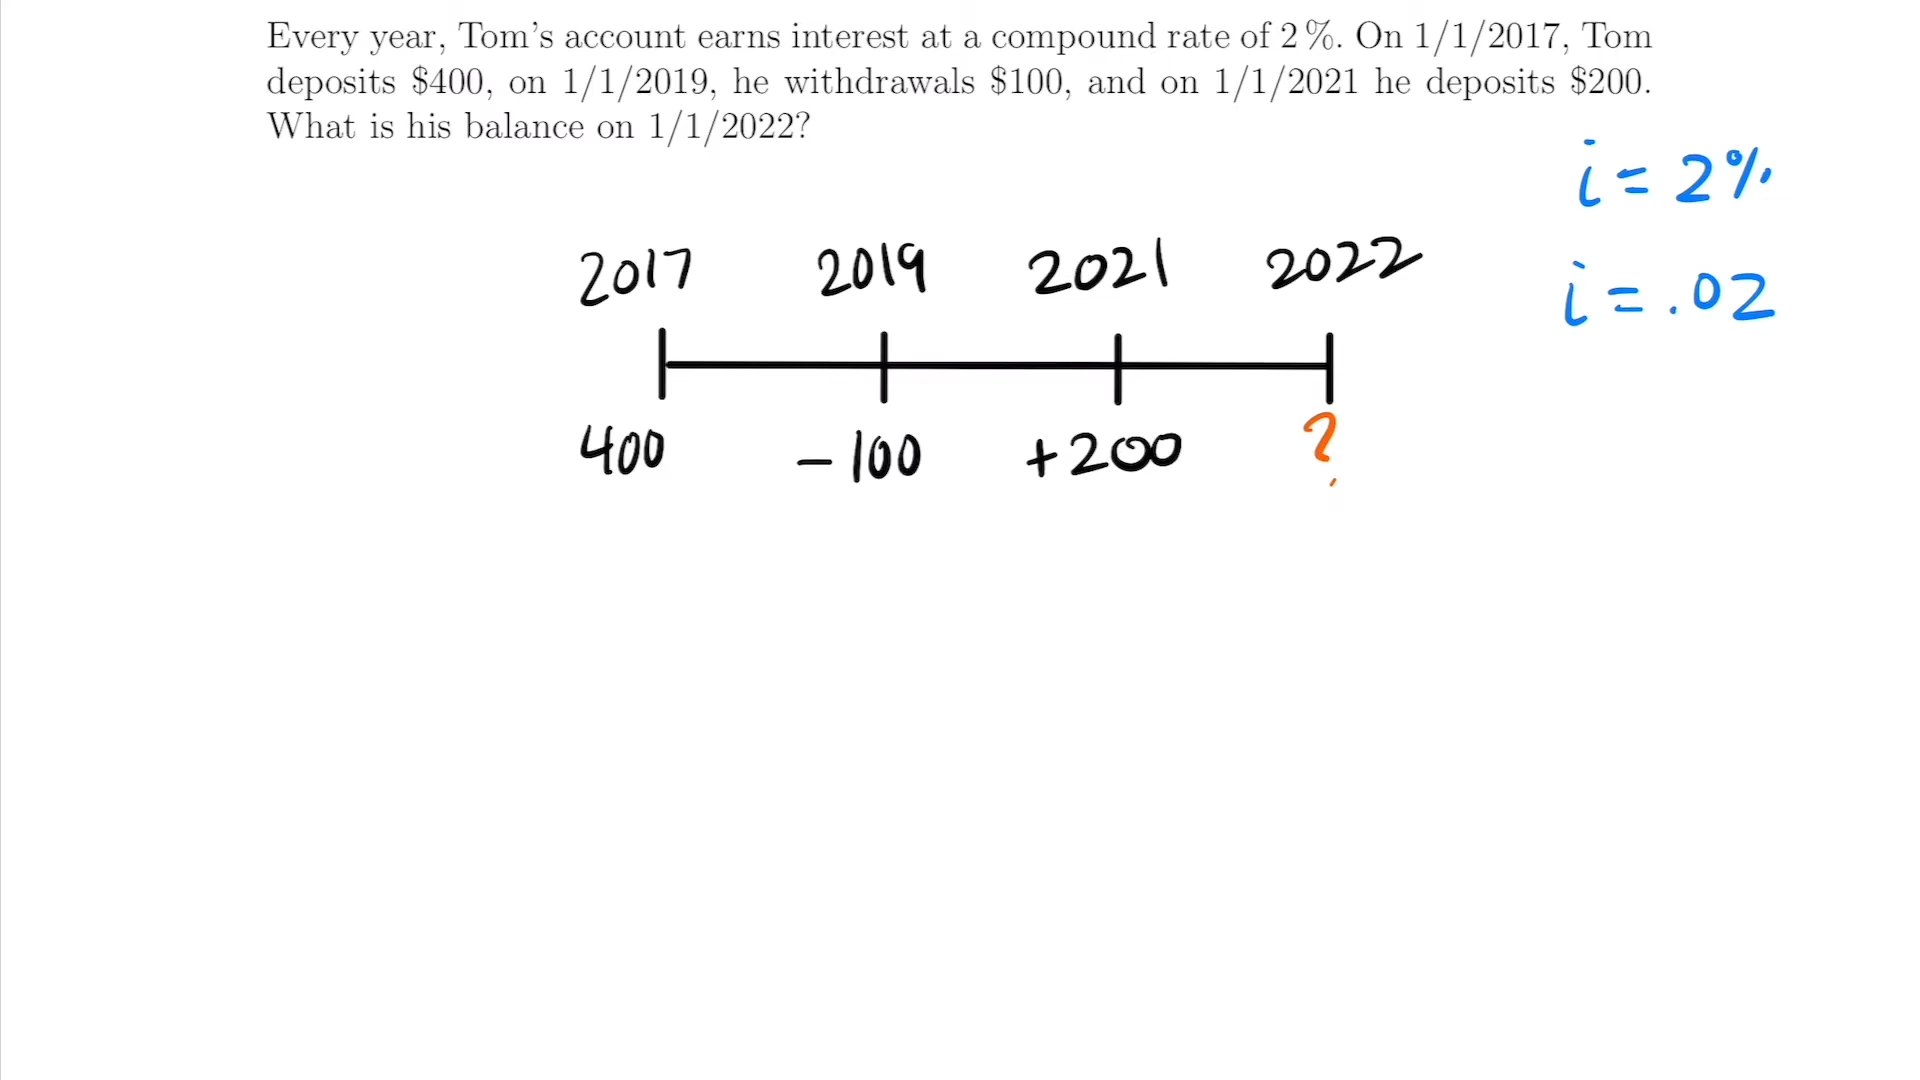 Every year, Tom’s account earns interest at a compound rate of 2 %. On 1/1/2017, Tom
deposits $400, on 1/1/2019, he withdrawals $100, and on 1/1/2021 he deposits $200.
What is his balance on 1/1/2022?
i = 2%
i = .02
2017 2019 2021 2022
400 - 100 +200 ?